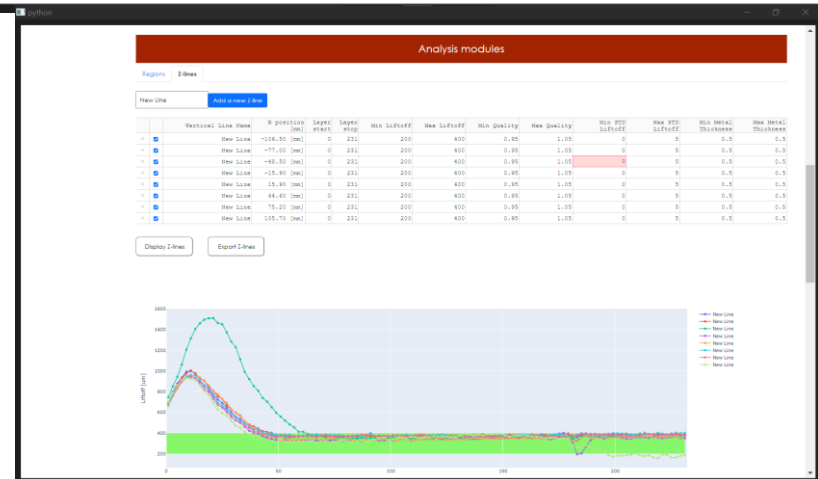 python
Analysis modules
Regions Z-lines
New Line Add a new Z-line
Vertical Line Name X position [mm] Layer start Layer stop Min Liftoff Max Liftoff Min Quality Max Quality Min STD Liftoff Max STD Liftoff Min Metal Thickness Max Metal Thickness
New Line -106.50 [mm] 0 231 200 400 0.95 1.05 0 5 0.5 0.5
New Line -77.00 [mm] 0 231 200 400 0.95 1.05 0 5 0.5 0.5
New Line -48.50 [mm] 0 231 200 400 0.95 1.05 0 5 0.5 0.5
New Line -15.90 [mm] 0 231 200 400 0.95 1.05 0 5 0.5 0.5
New Line 15.80 [mm] 0 231 200 400 0.95 1.05 0 5 0.5 0.5
New Line 44.60 [mm] 0 231 200 400 0.95 1.05 0 5 0.5 0.5
New Line 75.20 [mm] 0 231 200 400 0.95 1.05 0 5 0.5 0.5
New Line 105.70 [mm] 0 231 200 400 0.95 1.05 0 5 0.5 0.5
Display Z-lines Export Z-lines
1600
1400
1200
1000
800
600
400
200
Liftoff [µm]
0 50 100 150 200
New Line
New Line
New Line
New Line
New Line
New Line
New Line
New Line